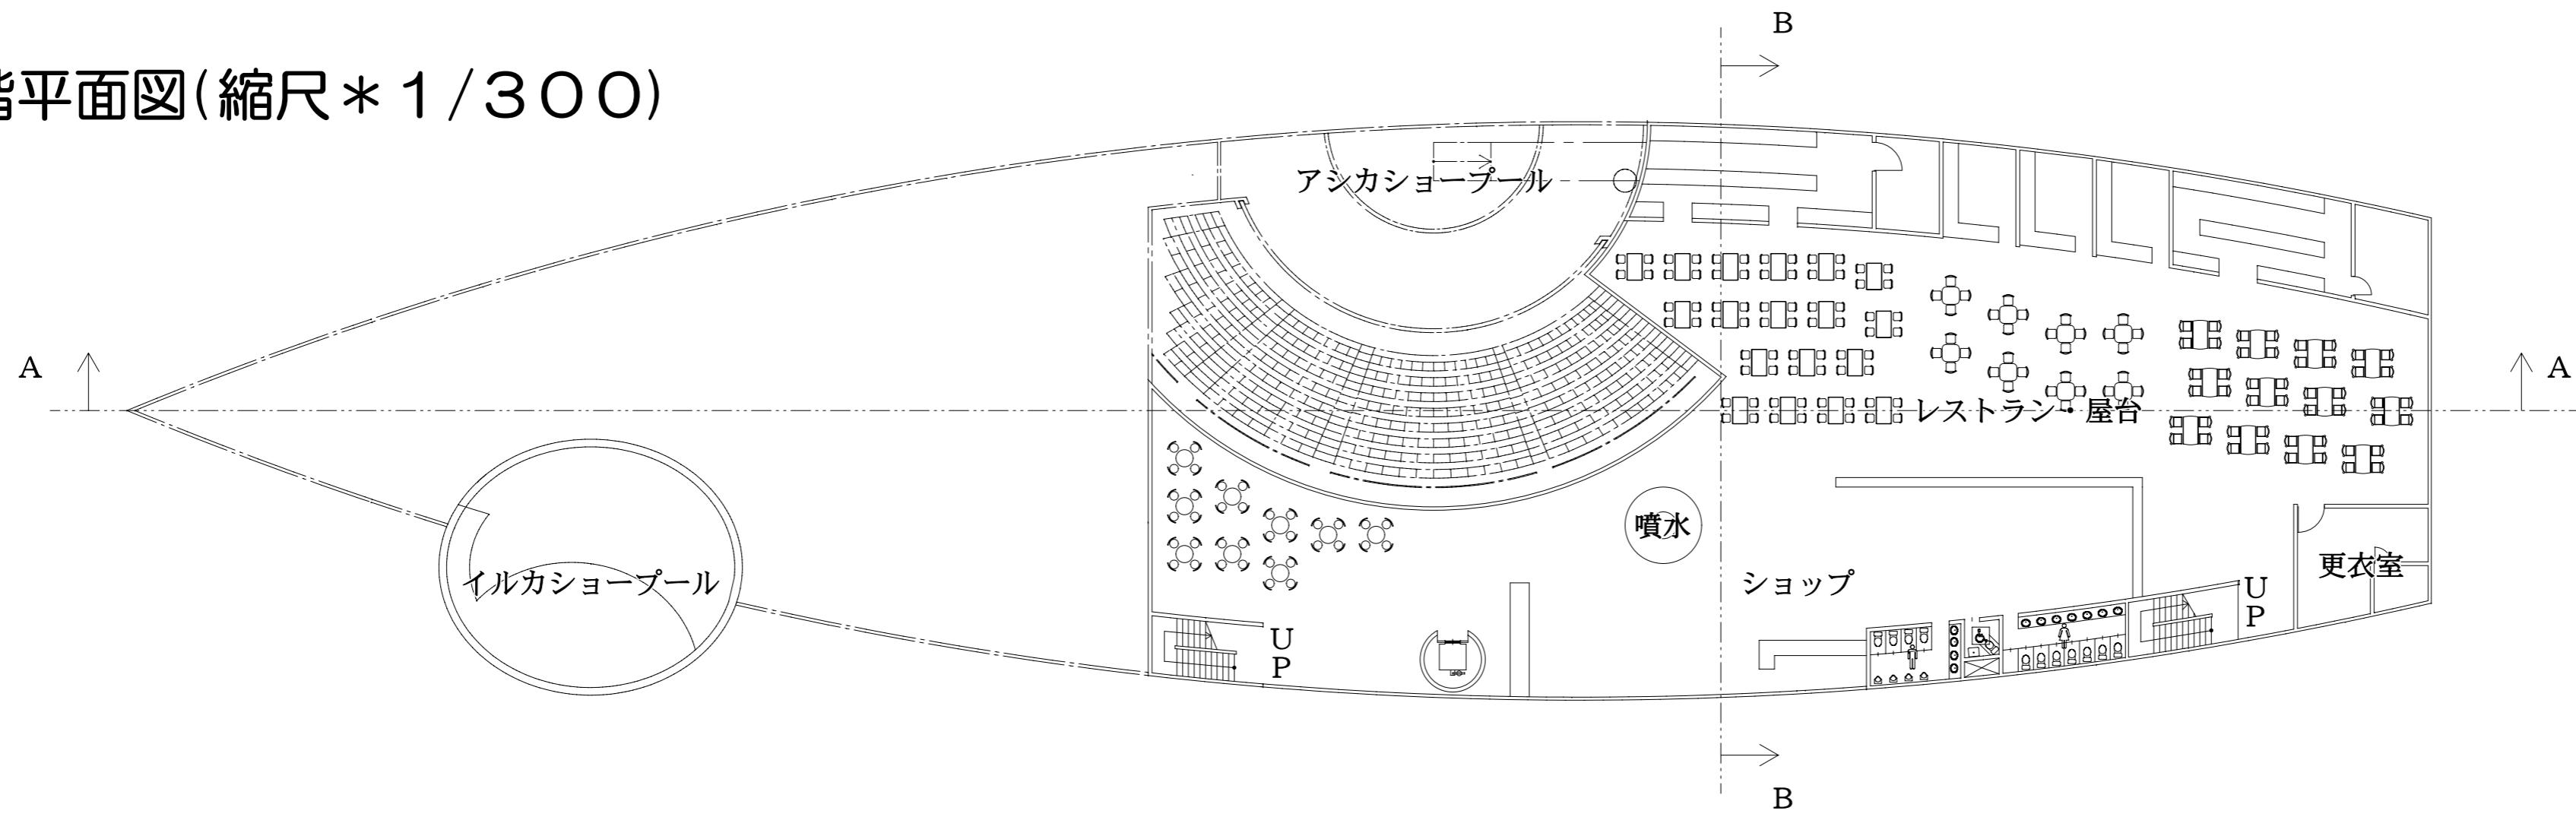 階平面図(縮尺＊１/３００)
B
アシカショープール
A
A
レストラン・屋台
噴水
イルカショープール
ショップ
更衣室
UP
UP
B